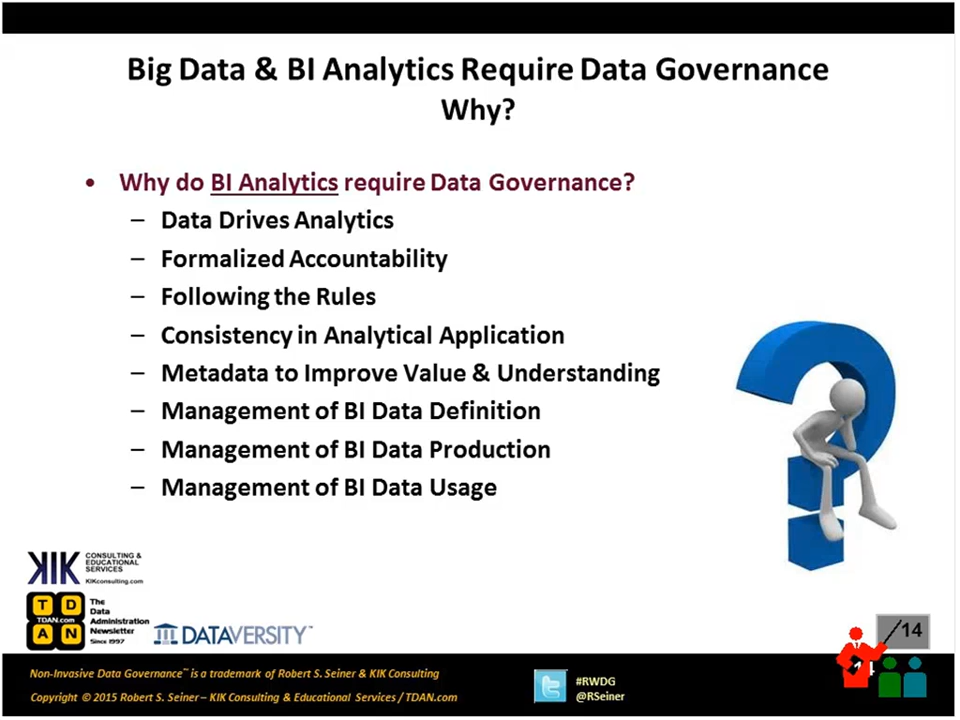 Big Data & BI Analytics Require Data Governance
Why?
• Why do BI Analytics require Data Governance?
– Data Drives Analytics
– Formalized Accountability
– Following the Rules
– Consistency in Analytical Application
– Metadata to Improve Value & Understanding
– Management of BI Data Definition
– Management of BI Data Production
– Management of BI Data Usage
KIK
CONSULTING &
EDUCATIONAL
SERVICES
KIKconsulting.com
T D
TDAN.com
A N
The
Data
Administration
Newsletter
Since 1997
DATAVERSITY™
14
Non-Invasive Data Governance™ is a trademark of Robert S. Seiner & KIK Consulting
Copyright © 2015 Robert S. Seiner – KIK Consulting & Educational Services / TDAN.com
#RWDG
@RSeiner